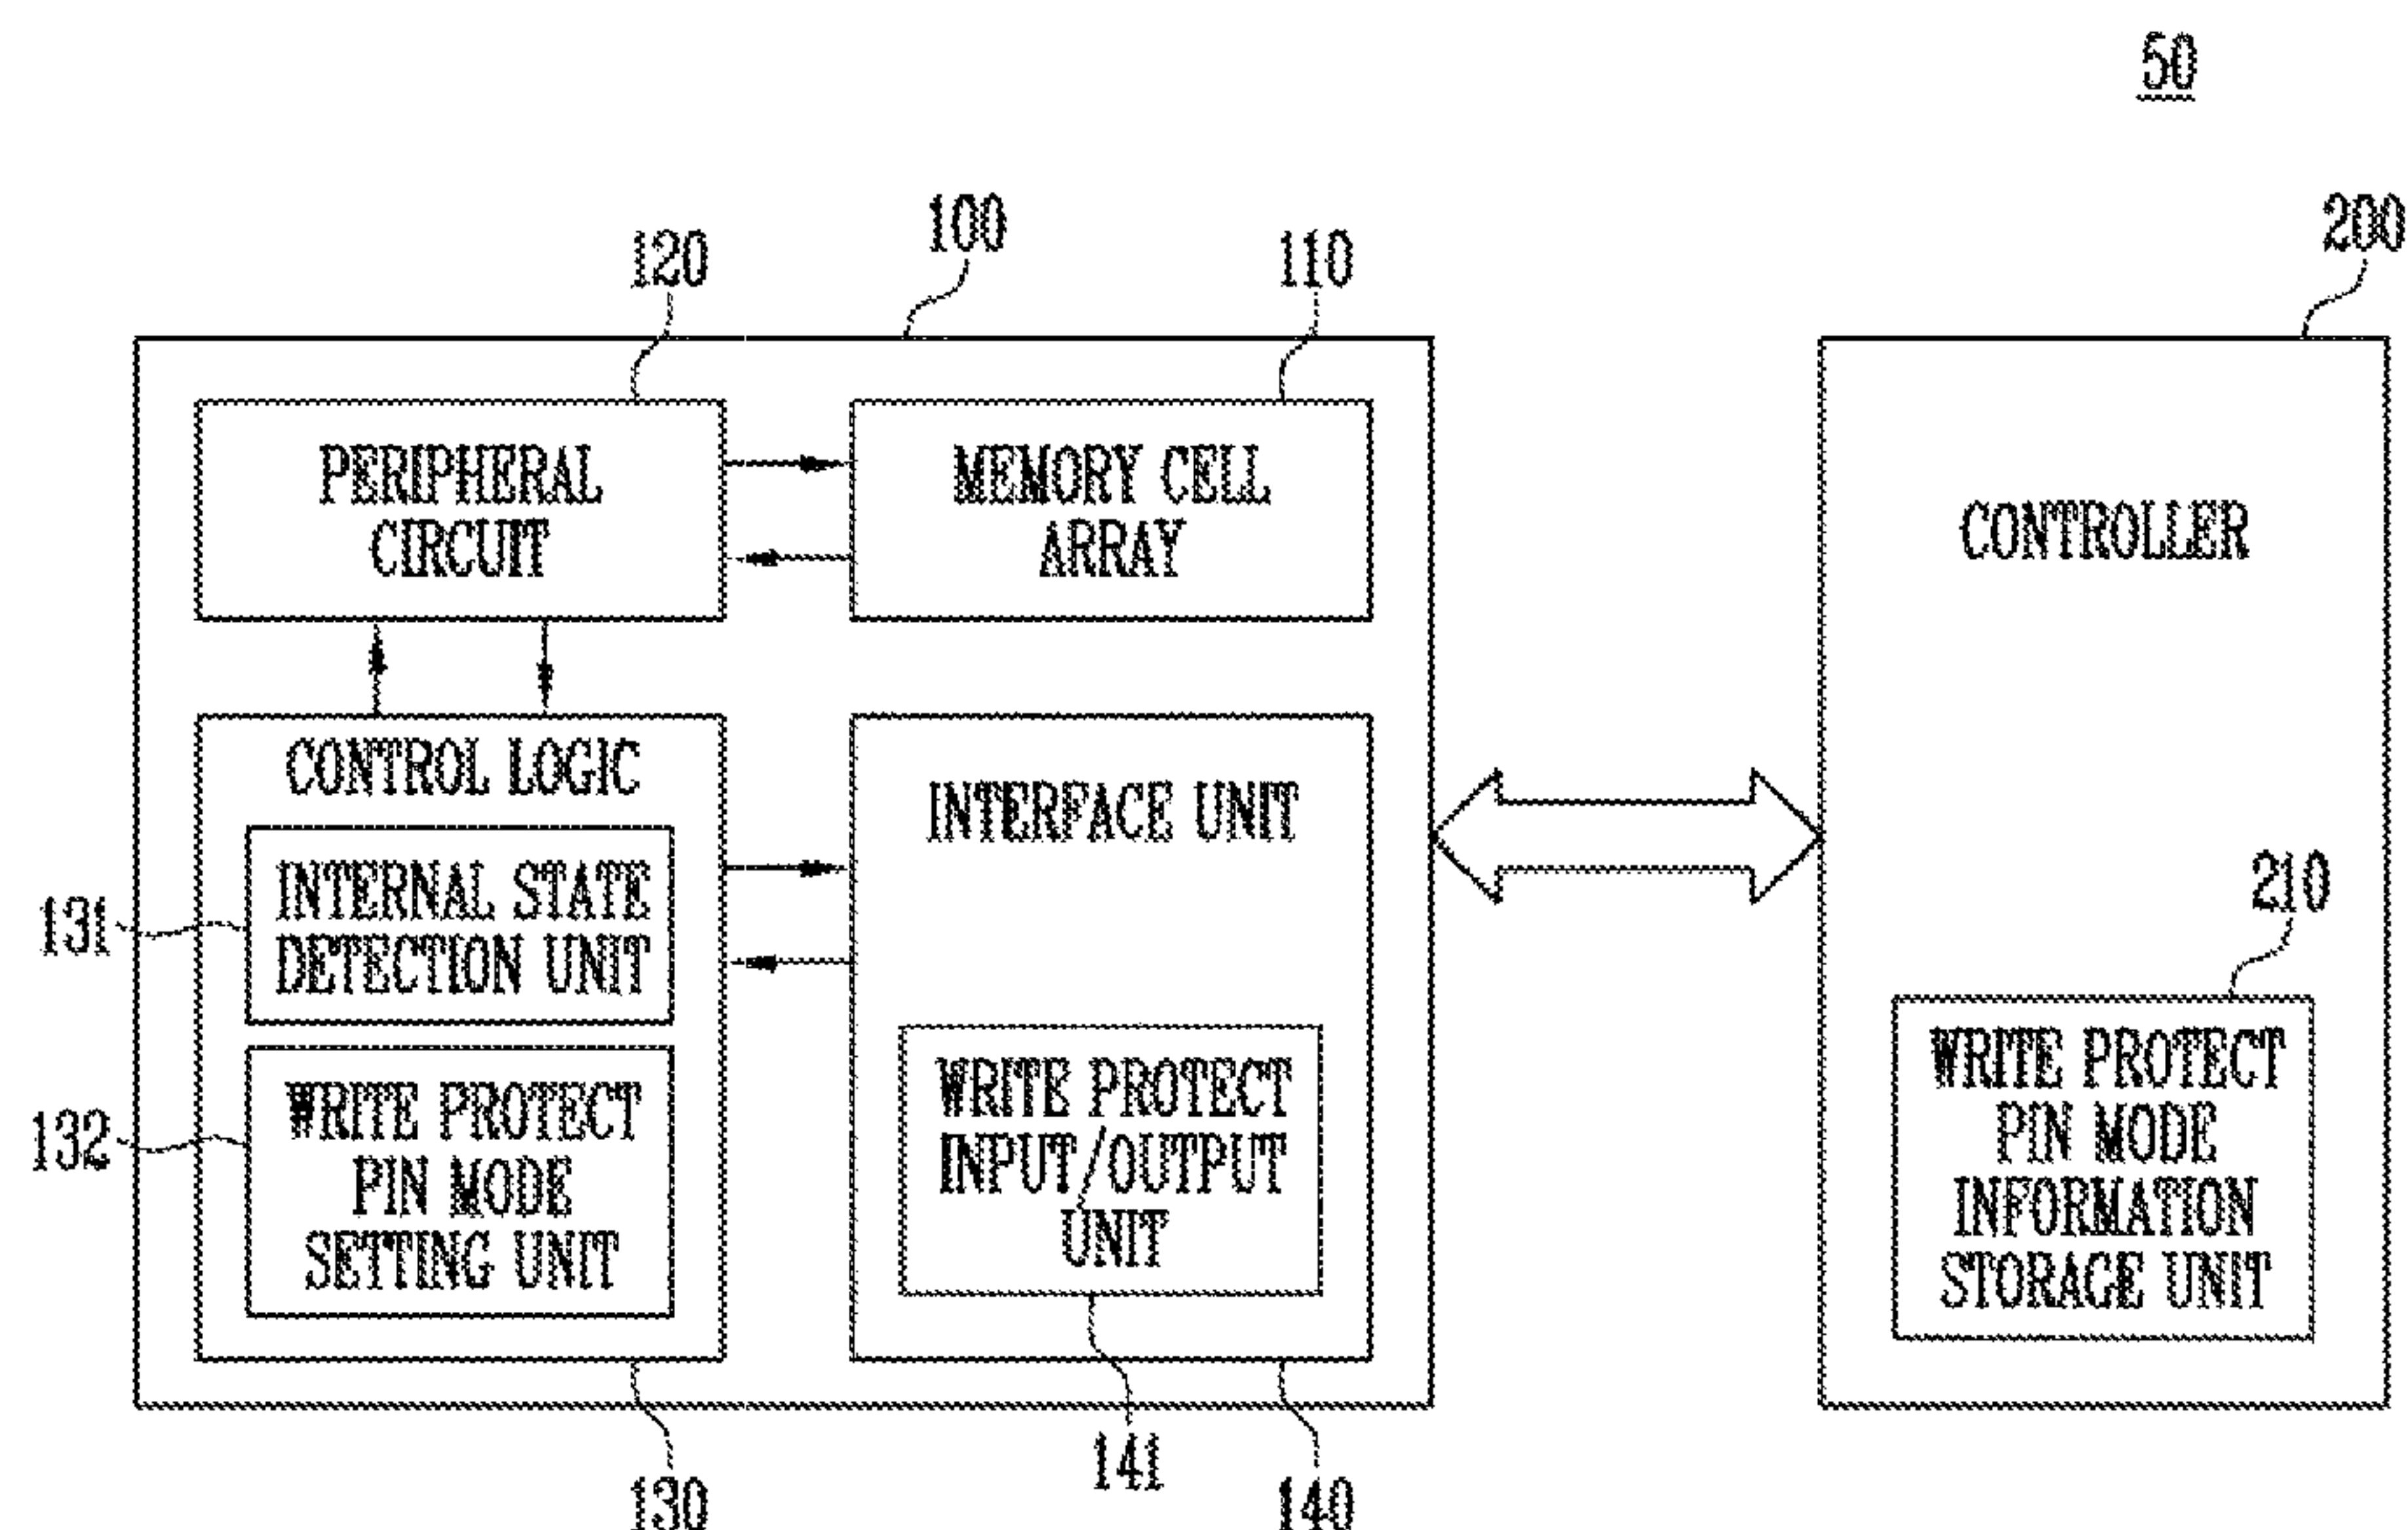 50
120
100
110
200
PERIPHERAL
CIRCUIT
MEMORY CELL
ARRAY
CONTROLLER
CONTROL LOGIC
INTERNAL STATE
DETECTION UNIT
131
WRITE PROTECT
PIN MODE
SETTING UNIT
132
130
INTERFACE UNIT
WRITE PROTECT
INPUT/OUTPUT
UNIT
141
140
210
WRITE PROTECT
PIN MODE
INFORMATION
STORAGE UNIT